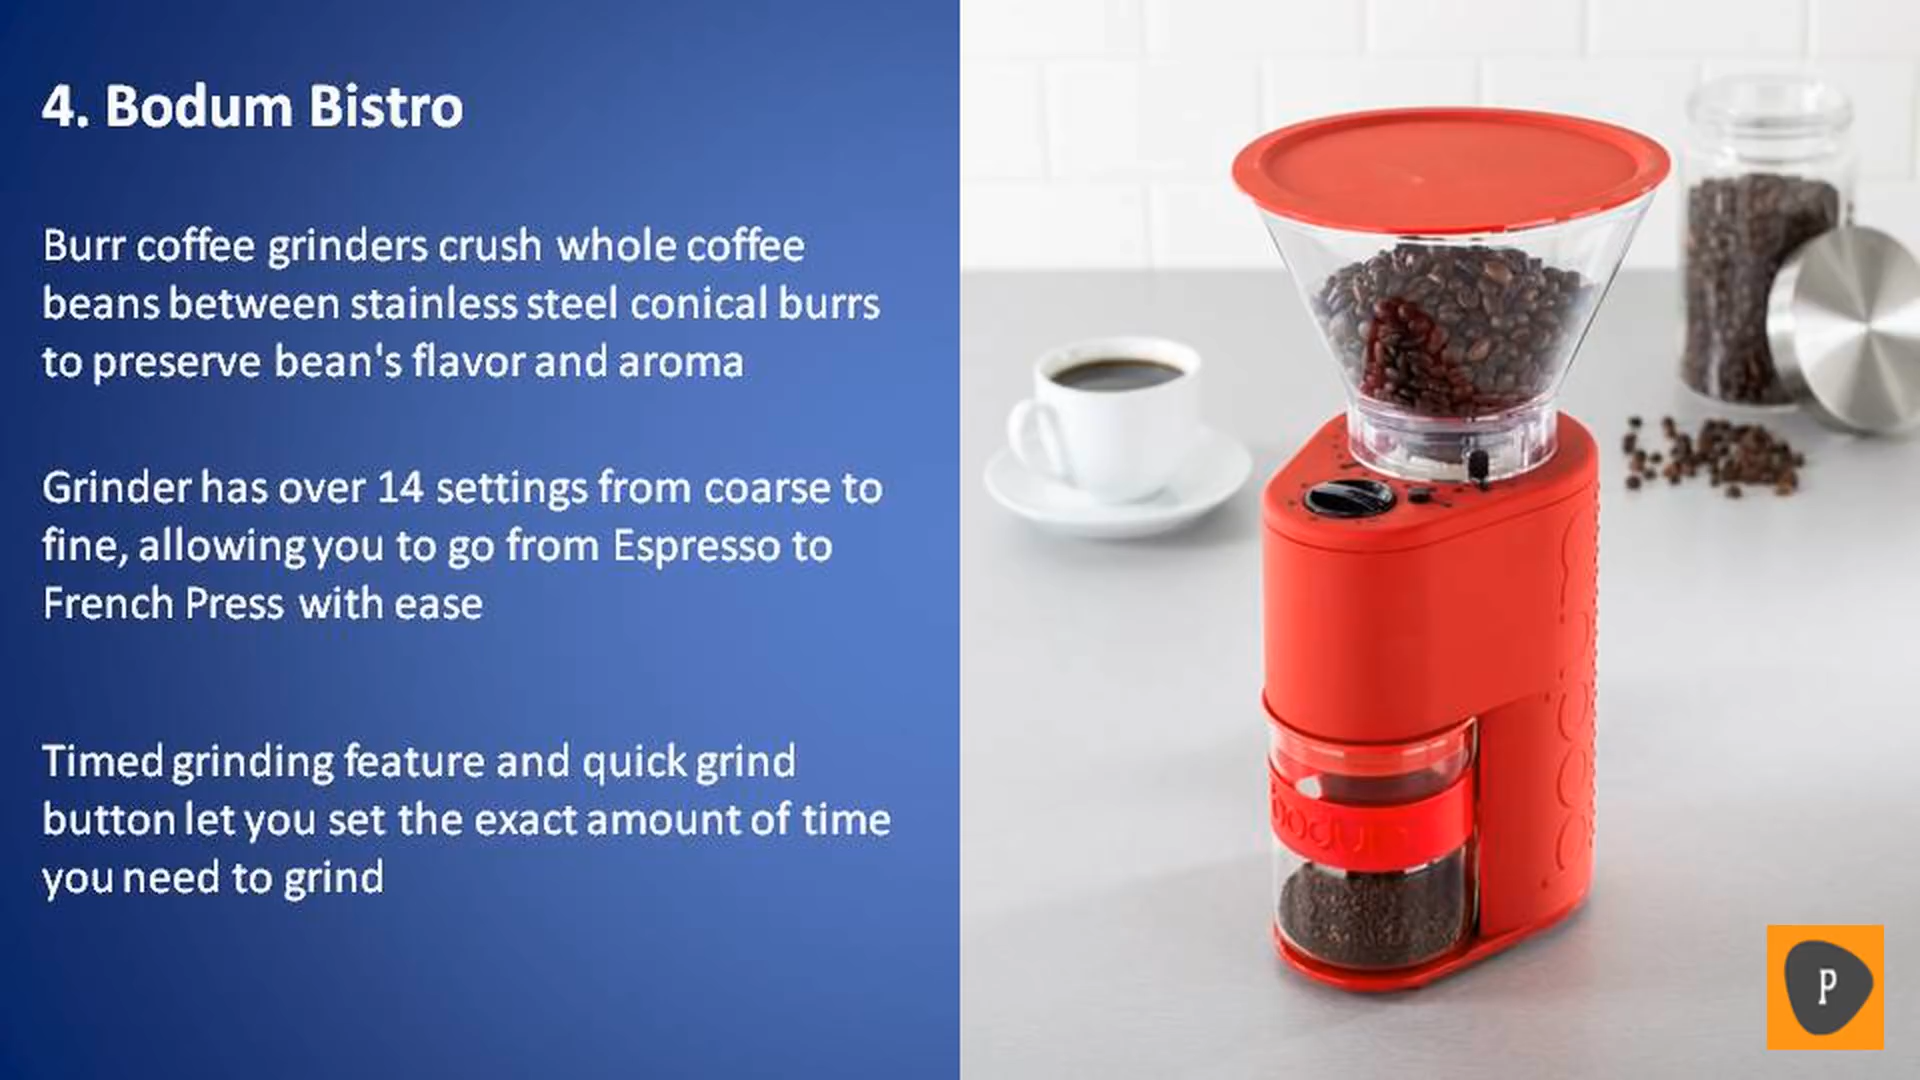 4. Bodum Bistro
Burr coffee grinders crush whole coffee
beans between stainless steel conical burrs
to preserve bean's flavor and aroma
Grinder has over 14 settings from coarse to
fine, allowing you to go from Espresso to
French Press with ease
Timed grinding feature and quick grind
button let you set the exact amount of time
you need to grind
bodum
P